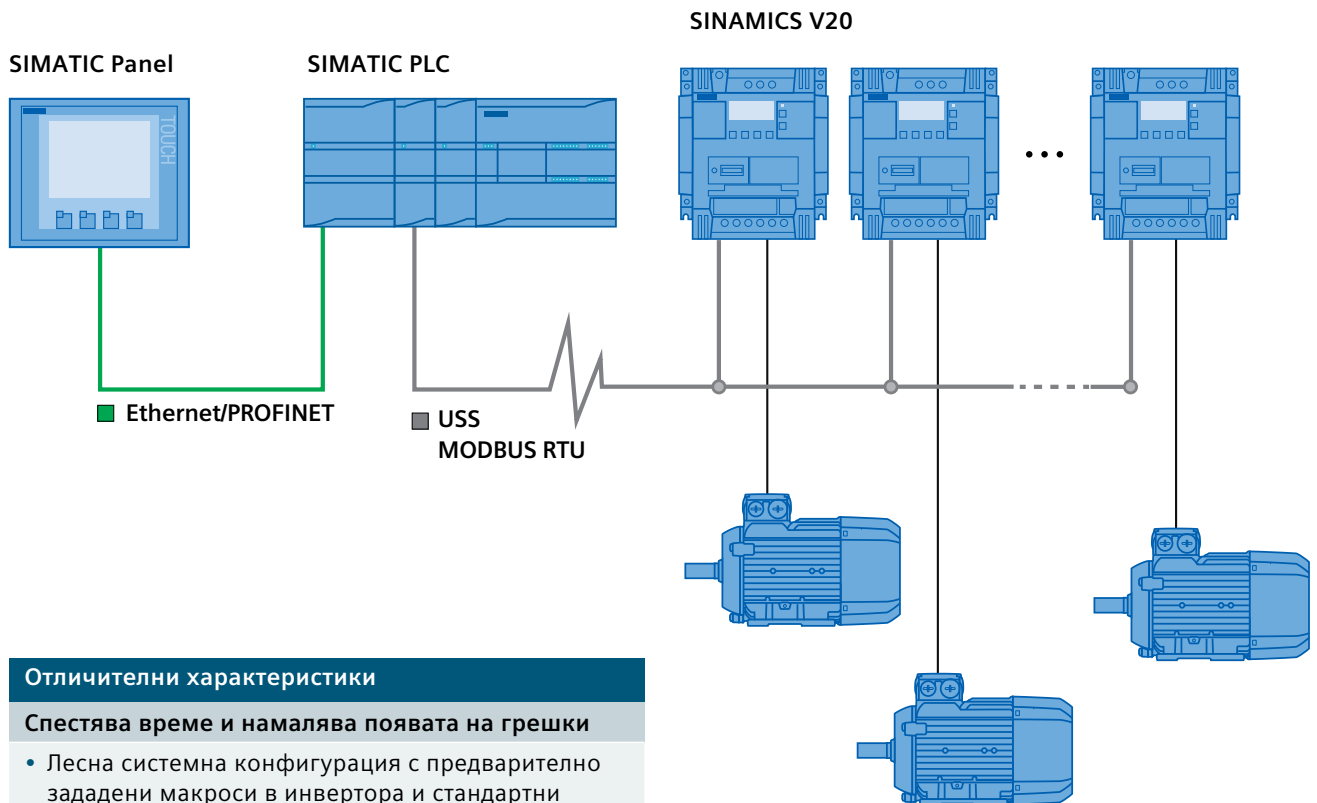 SINAMICS V20
SIMATIC Panel
SIMATIC PLC
TOUCH
Ethernet/PROFINET
USS
MODBUS RTU
Отличителни характеристики
Спестява време и намалява появата на грешки
• Лесна системна конфигурация с предварително
зададени макроси в инвертора и стандартни